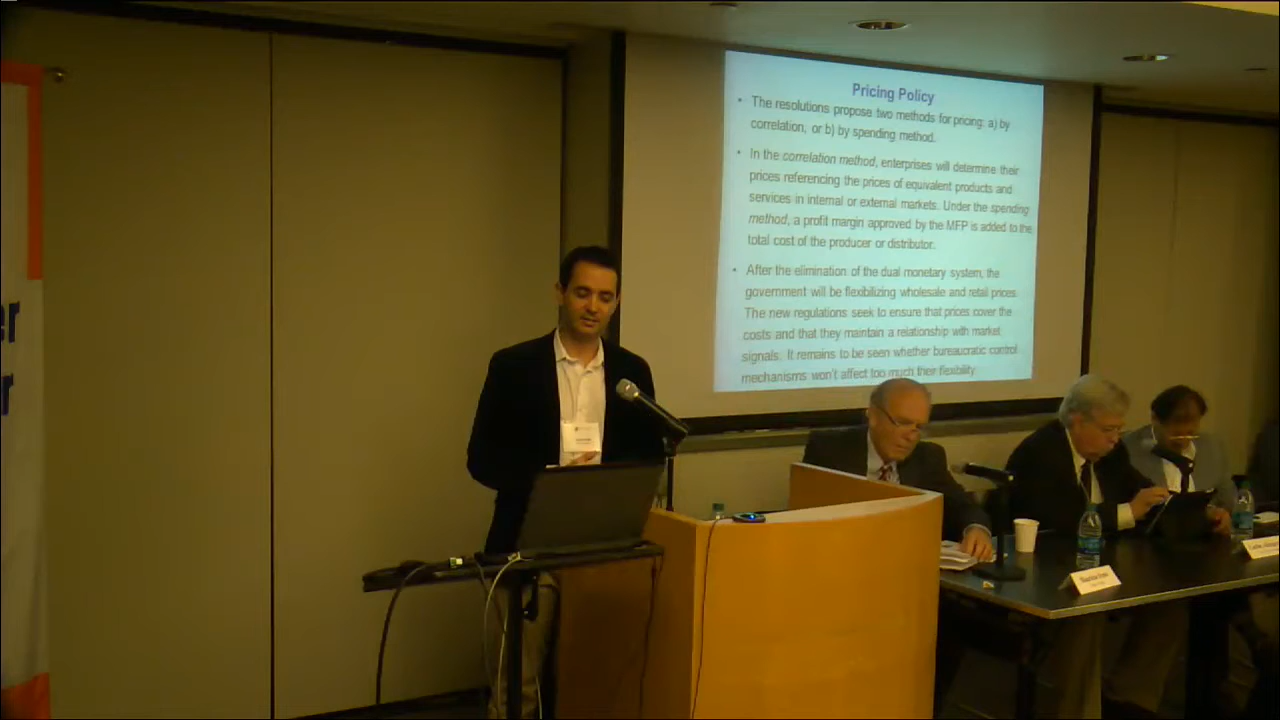 Pricing Policy
• The resolutions propose two methods for pricing: a) by
correlation, or b) by spending method.
• In the correlation method, enterprises will determine their
prices referencing the prices of equivalent products and
services in internal or external markets. Under the spending
method, a profit margin approved by the MFP is added to the
total cost of the producer or distributor.
• After the elimination of the dual monetary system, the
government will be flexibilizing wholesale and retail prices.
The new regulations seek to ensure that prices cover the
costs and that they maintain a relationship with market
signals. It remains to be seen whether bureaucratic control
mechanisms won't affect too much their flexibility.
er
r